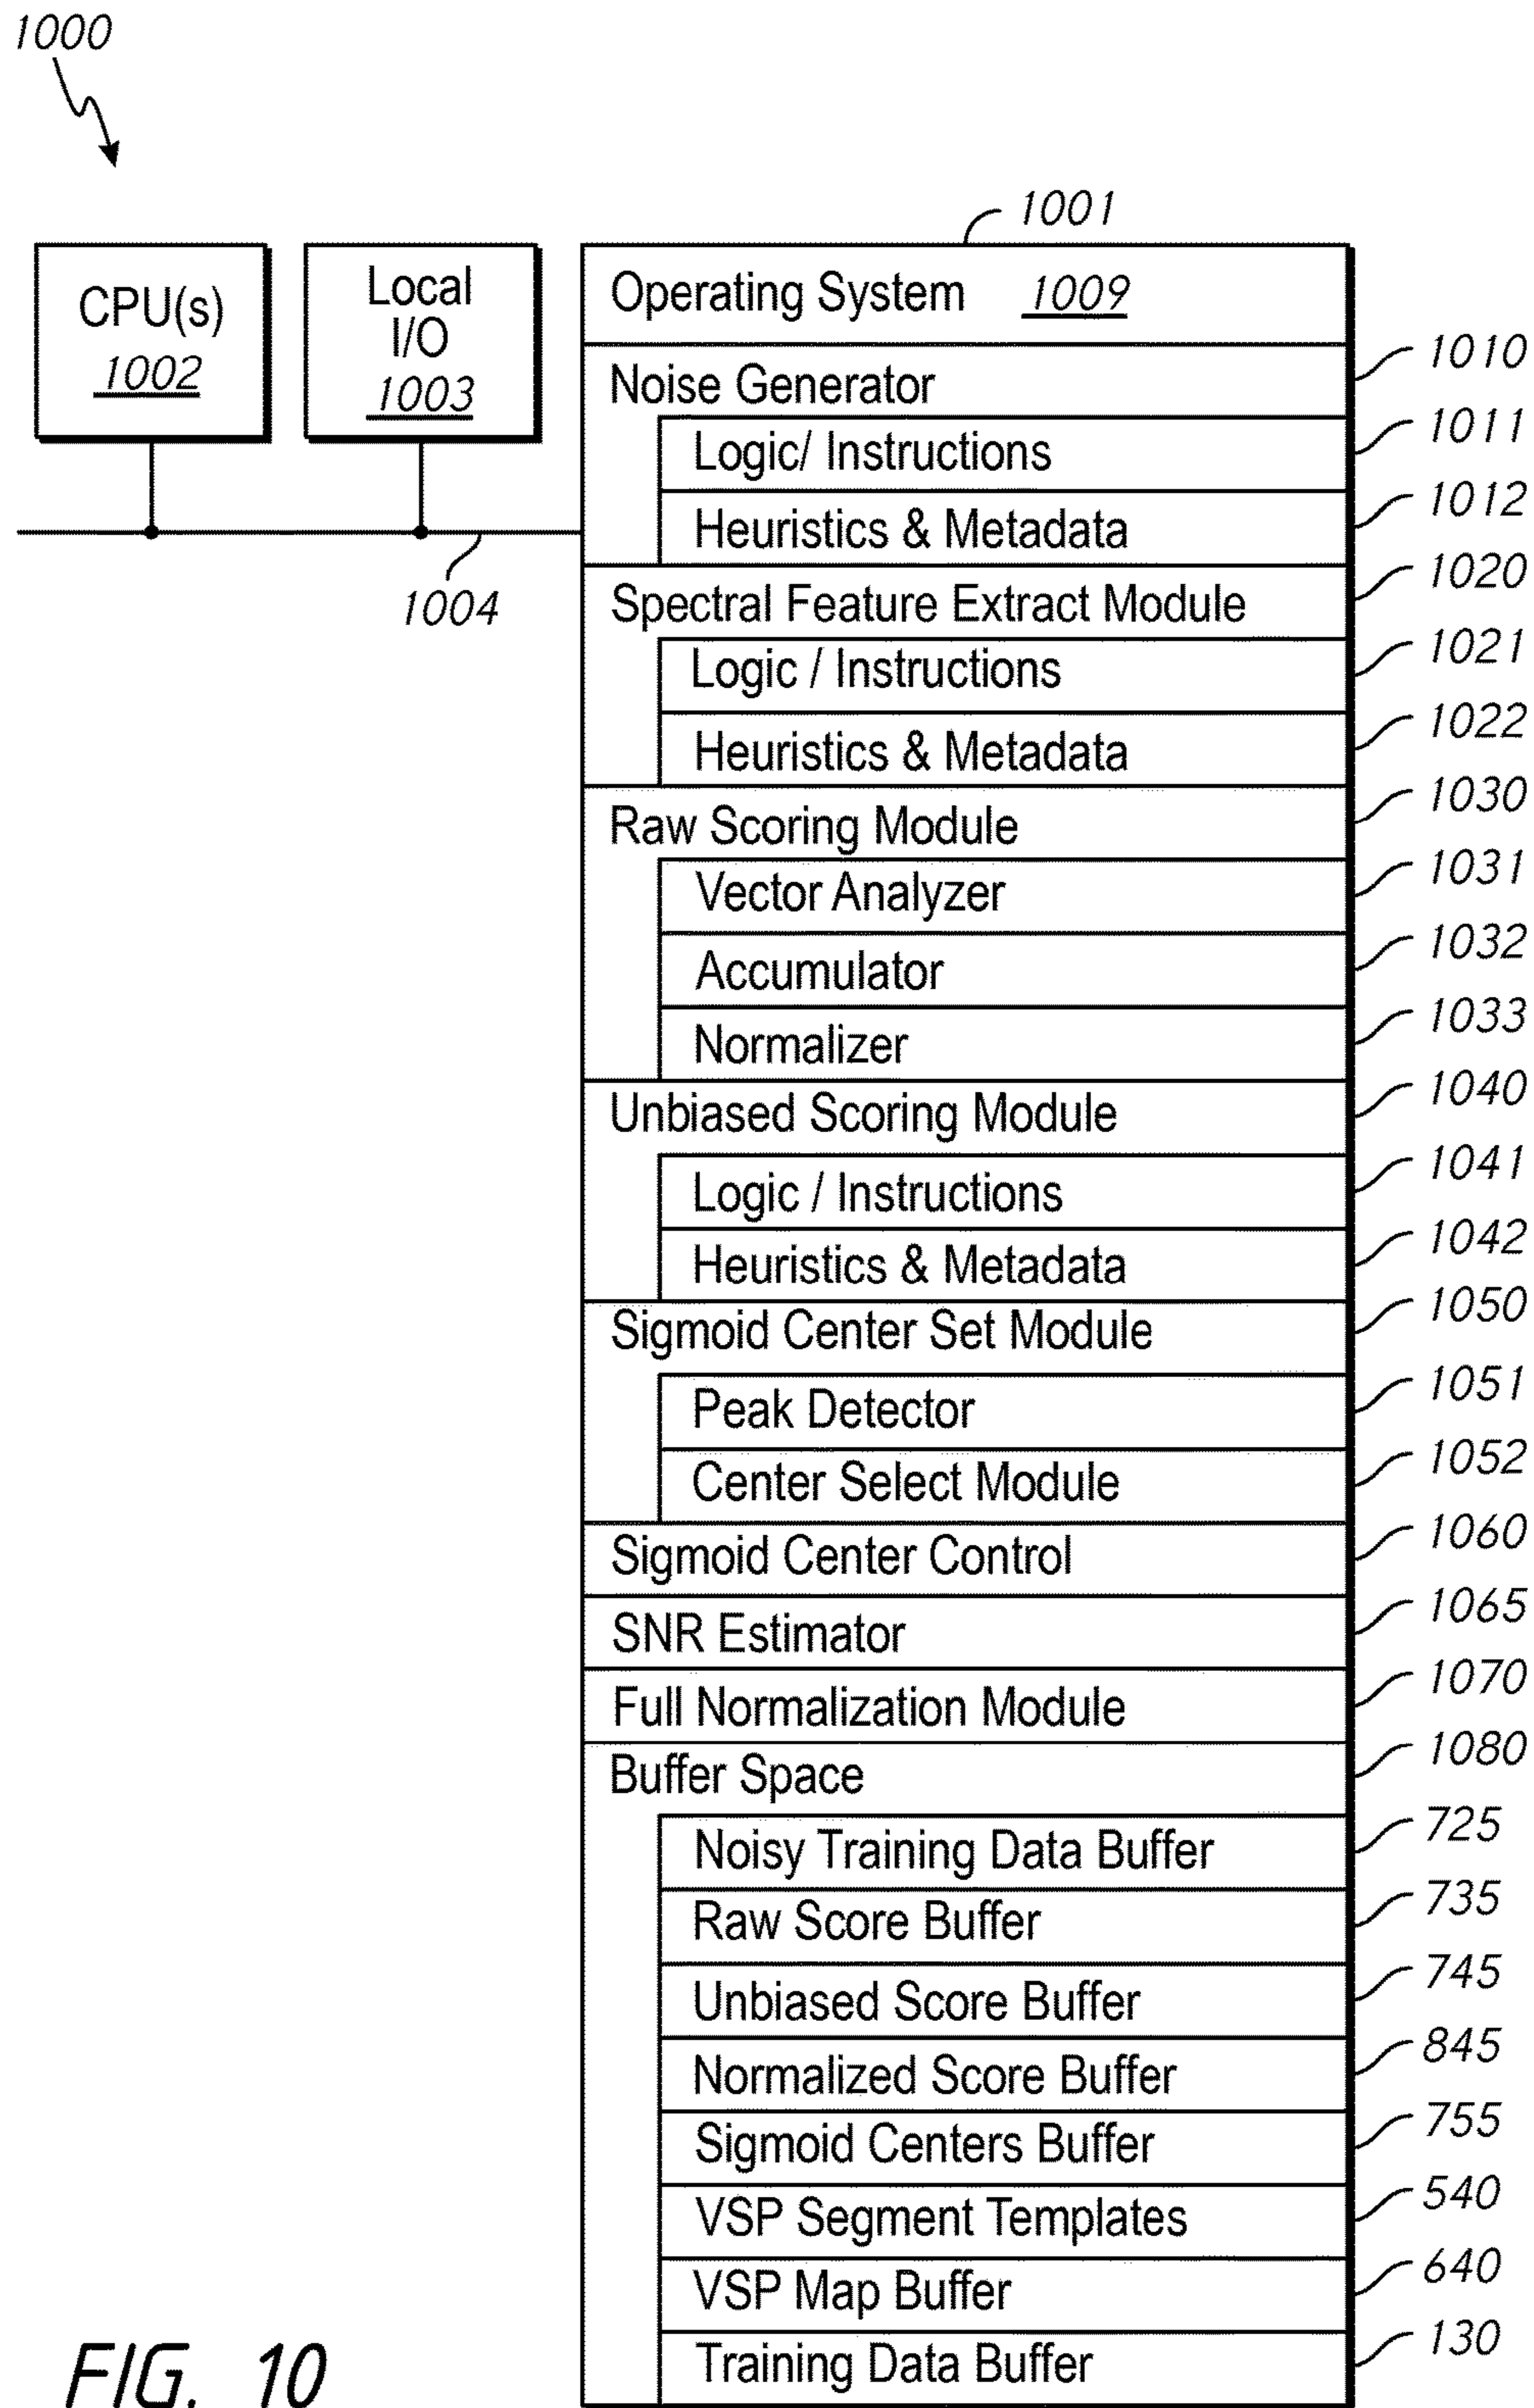 1000
1001
CPU(s)
1002
Local
I/O
1003
1004
Operating System 1009
Noise Generator 1010
Logic/ Instructions 1011
Heuristics & Metadata 1012
Spectral Feature Extract Module 1020
Logic / Instructions 1021
Heuristics & Metadata 1022
Raw Scoring Module 1030
Vector Analyzer 1031
Accumulator 1032
Normalizer 1033
Unbiased Scoring Module 1040
Logic / Instructions 1041
Heuristics & Metadata 1042
Sigmoid Center Set Module 1050
Peak Detector 1051
Center Select Module 1052
Sigmoid Center Control 1060
SNR Estimator 1065
Full Normalization Module 1070
Buffer Space 1080
Noisy Training Data Buffer 725
Raw Score Buffer 735
Unbiased Score Buffer 745
Normalized Score Buffer 845
Sigmoid Centers Buffer 755
VSP Segment Templates 540
VSP Map Buffer 640
Training Data Buffer 130
FIG. 10